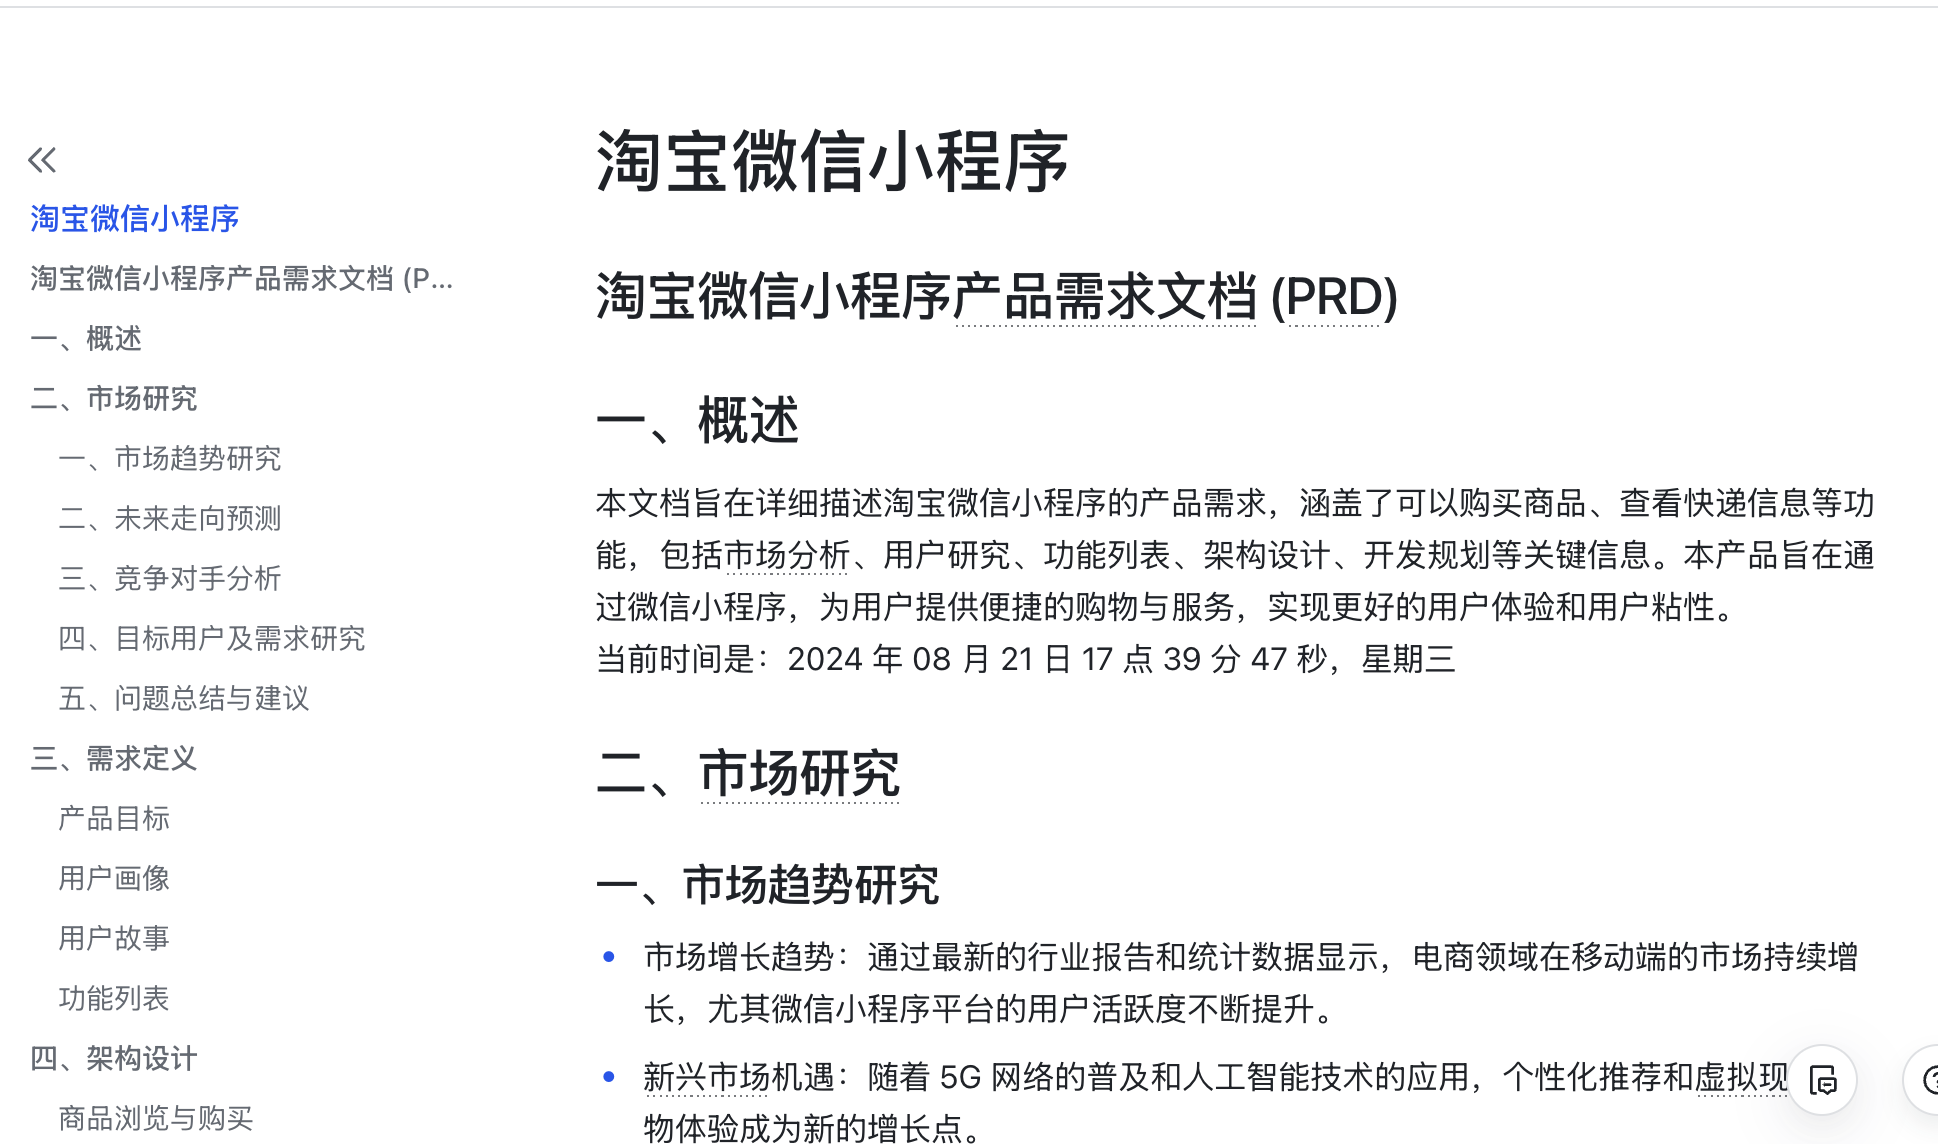 淘宝微信小程序
淘宝微信小程序产品需求文档 (P...
一、概述
二、市场研究
一、市场趋势研究
二、未来走向预测
三、竞争对手分析
四、目标用户及需求研究
五、问题总结与建议
三、需求定义
产品目标
用户画像
用户故事
功能列表
四、架构设计
商品浏览与购买
淘宝微信小程序
淘宝微信小程序产品需求文档 (PRD)
一、概述
本文档旨在详细描述淘宝微信小程序的产品需求，涵盖了可以购买商品、查看快递信息等功
能，包括市场分析、用户研究、功能列表、架构设计、开发规划等关键信息。本产品旨在通
过微信小程序，为用户提供便捷的购物与服务，实现更好的用户体验和用户粘性。
当前时间是：2024 年 08 月 21 日 17 点 39 分 47 秒，星期三
二、市场研究
一、市场趋势研究
市场增长趋势：通过最新的行业报告和统计数据显示，电商领域在移动端的市场持续增
长，尤其微信小程序平台的用户活跃度不断提升。
新兴市场机遇：随着 5G 网络的普及和人工智能技术的应用，个性化推荐和虚拟现
物体验成为新的增长点。